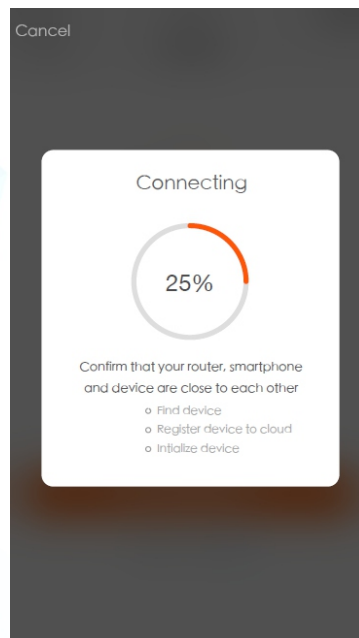 Cancel
Connecting
25%
Confirm that your router, smartphone
and device are close to each other
Find device
Register device to cloud
Intialize device